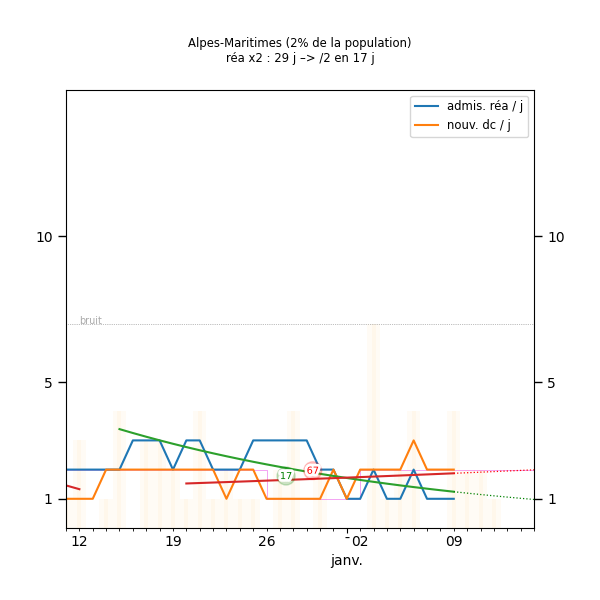 Alpes-Maritimes (2% de la population)
réa x2 : 29 j –> /2 en 17 j
admis. réa / j
nouv. dc / j
10 10
bruit
5 5
67
17
1 1
12 19 26 02 09
janv.